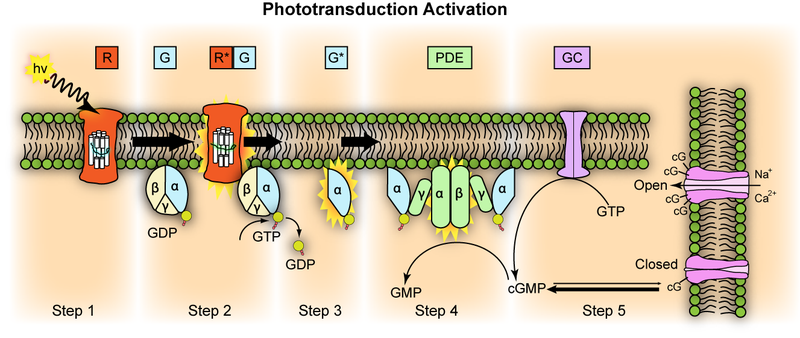 Phototransduction Activation
hv
R
G
R* G
G*
PDE
GC
β α
γ
GDP
β α
γ
GTP
GDP
α
α γ α β γ α
GMP
cGMP
GTP
cG
cG
Open
cG
cG
Na⁺
Ca²⁺
Closed
cG
Step 1
Step 2
Step 3
Step 4
Step 5